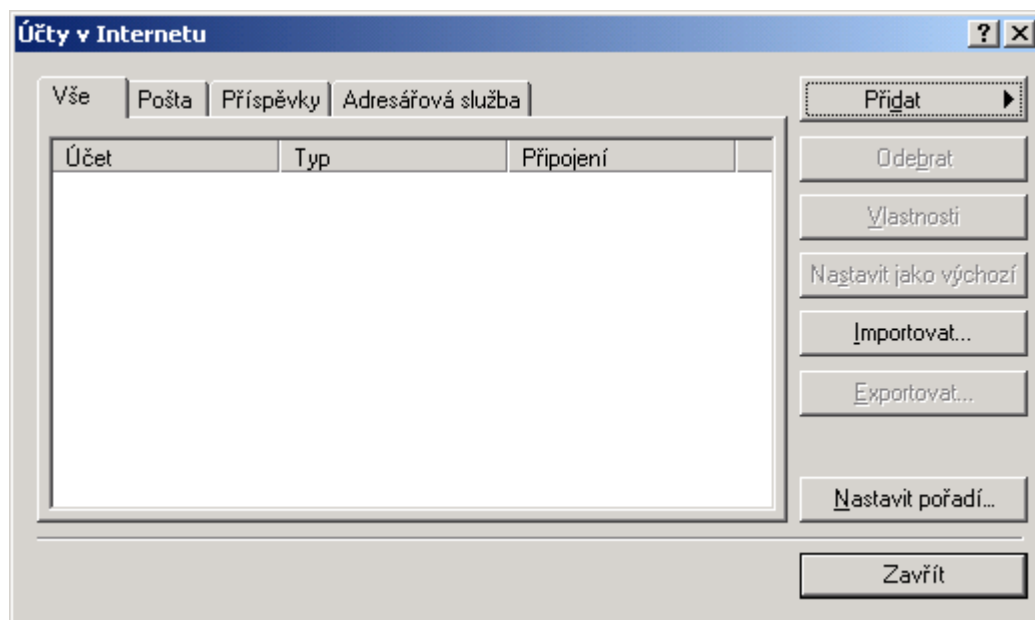 Účty v Internetu
Vše Pošta Příspěvky Adresářová služba
Účet Typ Připojení
Přidat
Odebrat
Vlastnosti
Nastavit jako výchozí
Importovat...
Exportovat...
Nastavit pořadí...
Zavřít